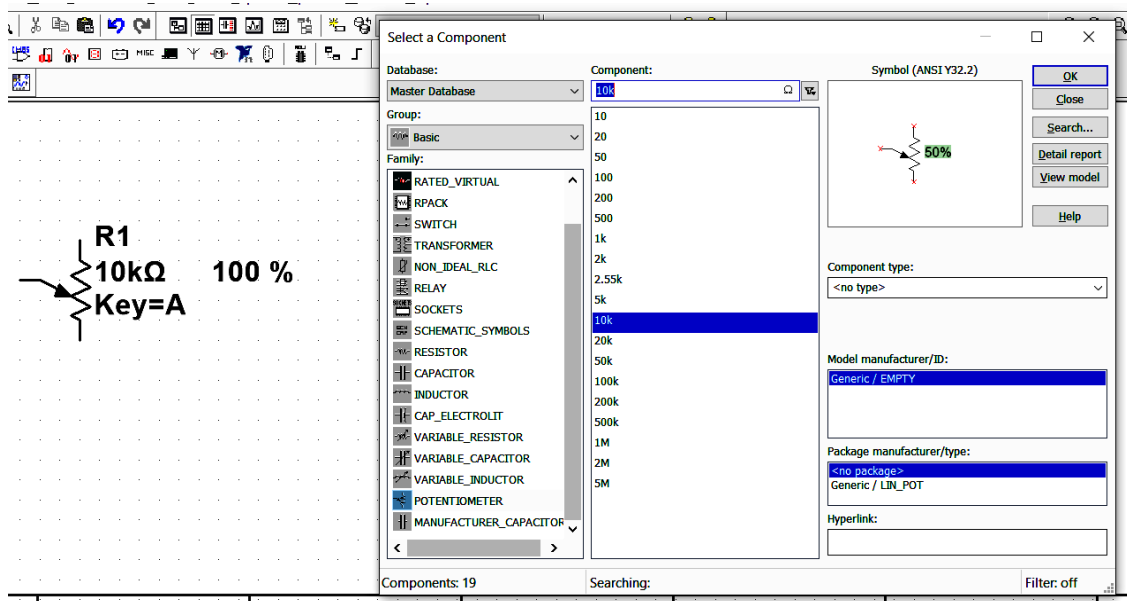 MISC
R1
10kΩ 100 %
Key=A
Select a Component
Database:
Master Database
Group:
Basic
Family:
RATED_VIRTUAL
RPACK
SWITCH
TRANSFORMER
NON_IDEAL_RLC
RELAY
SOCKETS
SCHEMATIC_SYMBOLS
RESISTOR
CAPACITOR
INDUCTOR
CAP_ELECTROLIT
VARIABLE_RESISTOR
VARIABLE_CAPACITOR
VARIABLE_INDUCTOR
POTENTIOMETER
MANUFACTURER_CAPACITOR
Component:
10k Ω
10
20
50
100
200
500
1k
2k
2.55k
5k
10k
20k
50k
100k
200k
500k
1M
2M
5M
Symbol (ANSI Y32.2)
50%
OK
Close
Search...
Detail report
View model
Help
Component type:
<no type>
Model manufacturer/ID:
Generic / EMPTY
Package manufacturer/type:
<no package>
Generic / LIN_POT
Hyperlink:
Components: 19
Searching:
Filter: off